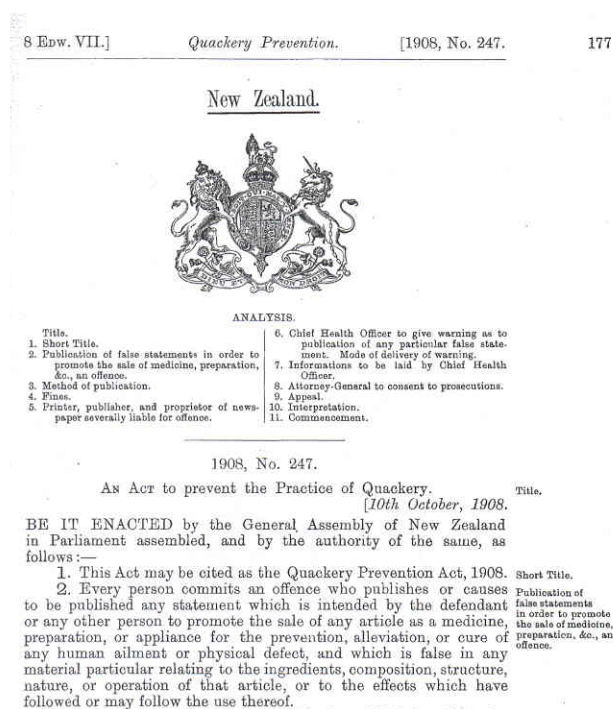 8 EDW. VII.] Quackery Prevention. [1908, No. 247. 177
New Zealand.
DIEU ET MON DROIT
ANALYSIS.
Title.
1. Short Title.
2. Publication of false statements in order to
promote the sale of medicine, preparation,
&c., an offence.
3. Method of publication.
4. Fines.
5. Printer, publisher, and proprietor of news-
paper severally liable for offence.
6. Chief Health Officer to give warning as to
publication of any particular false state-
ment. Mode of delivery of warning.
7. Informations to be laid by Chief Health
Officer.
8. Attorney-General to consent to prosecutions.
9. Appeal.
10. Interpretation.
11. Commencement.
1908, No. 247.
AN ACT to prevent the Practice of Quackery. Title.
[10th October, 1908.
BE IT ENACTED by the General Assembly of New Zealand
in Parliament assembled, and by the authority of the same, as
follows :—
1. This Act may be cited as the Quackery Prevention Act, 1908. Short Title.
2. Every person commits an offence who publishes or causes
to be published any statement which is intended by the defendant
or any other person to promote the sale of any article as a medicine,
preparation, or appliance for the prevention, alleviation, or cure of
any human ailment or physical defect, and which is false in any
material particular relating to the ingredients, composition, structure,
nature, or operation of that article, or to the effects which have
followed or may follow the use thereof.
Publication of
false statements
in order to promote
the sale of medicine,
preparation, &c., an
offence.